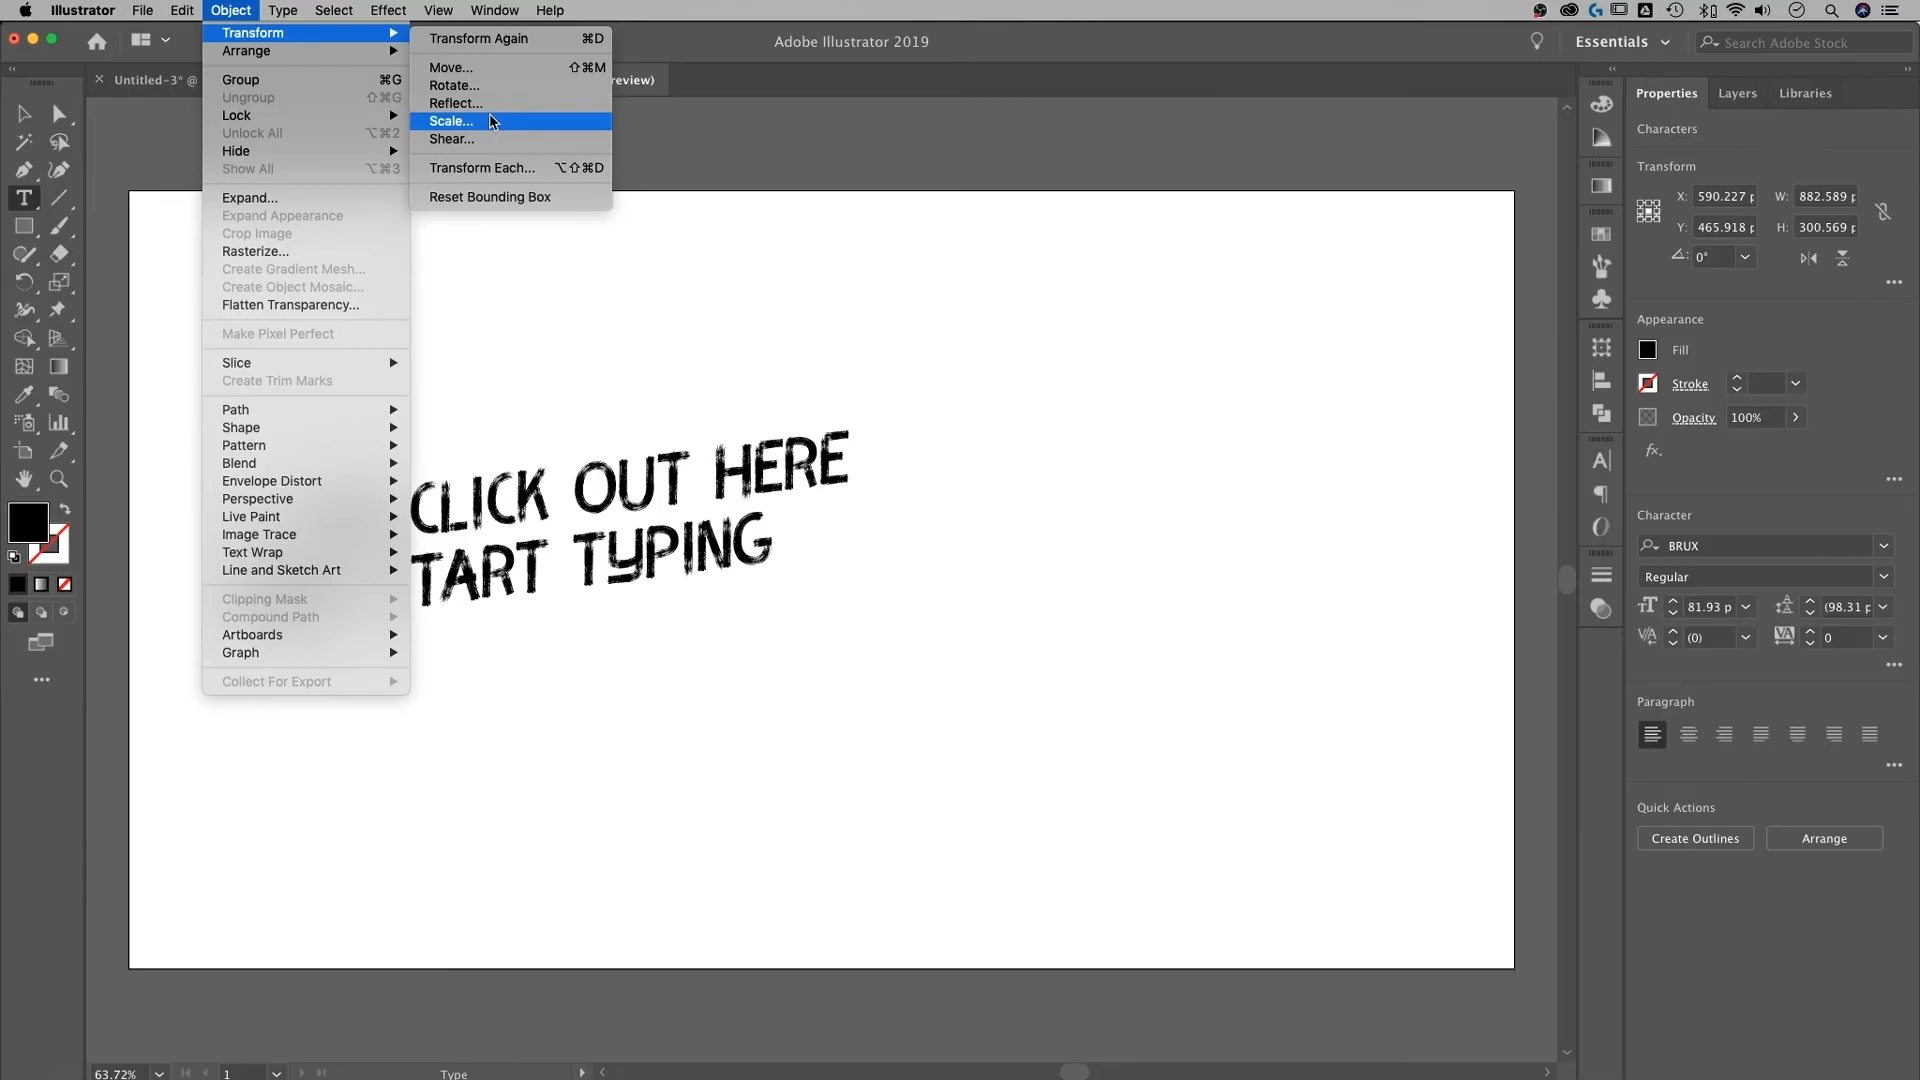 Illustrator File Edit Object Type Select Effect View Window Help
Adobe Illustrator 2019
Essentials
Search Adobe Stock
Untitled-3* @
review)
Transform
Arrange
Group ⌘G
Ungroup ⇧⌘G
Lock
Unlock All ⌥⌘2
Hide
Show All ⌥⌘3
Expand...
Expand Appearance
Crop Image
Rasterize...
Create Gradient Mesh...
Create Object Mosaic...
Flatten Transparency...
Make Pixel Perfect
Slice
Create Trim Marks
Path
Shape
Pattern
Blend
Envelope Distort
Perspective
Live Paint
Image Trace
Text Wrap
Line and Sketch Art
Clipping Mask
Compound Path
Artboards
Graph
Collect For Export
Transform Again ⌘D
Move... ⇧⌘M
Rotate...
Reflect...
Scale...
Shear...
Transform Each... ⌥⇧⌘D
Reset Bounding Box
CLICK OUT HERE
TART TYPING
Properties Layers Libraries
Characters
Transform
X: 590.227 p W: 882.589 p
Y: 465.918 p H: 300.569 p
0°
Appearance
Fill
Stroke
Opacity 100%
fx.
Character
BRUX
Regular
81.93 p (98.31 p
(0) 0
Paragraph
Quick Actions
Create Outlines Arrange
63.72% 1 Type